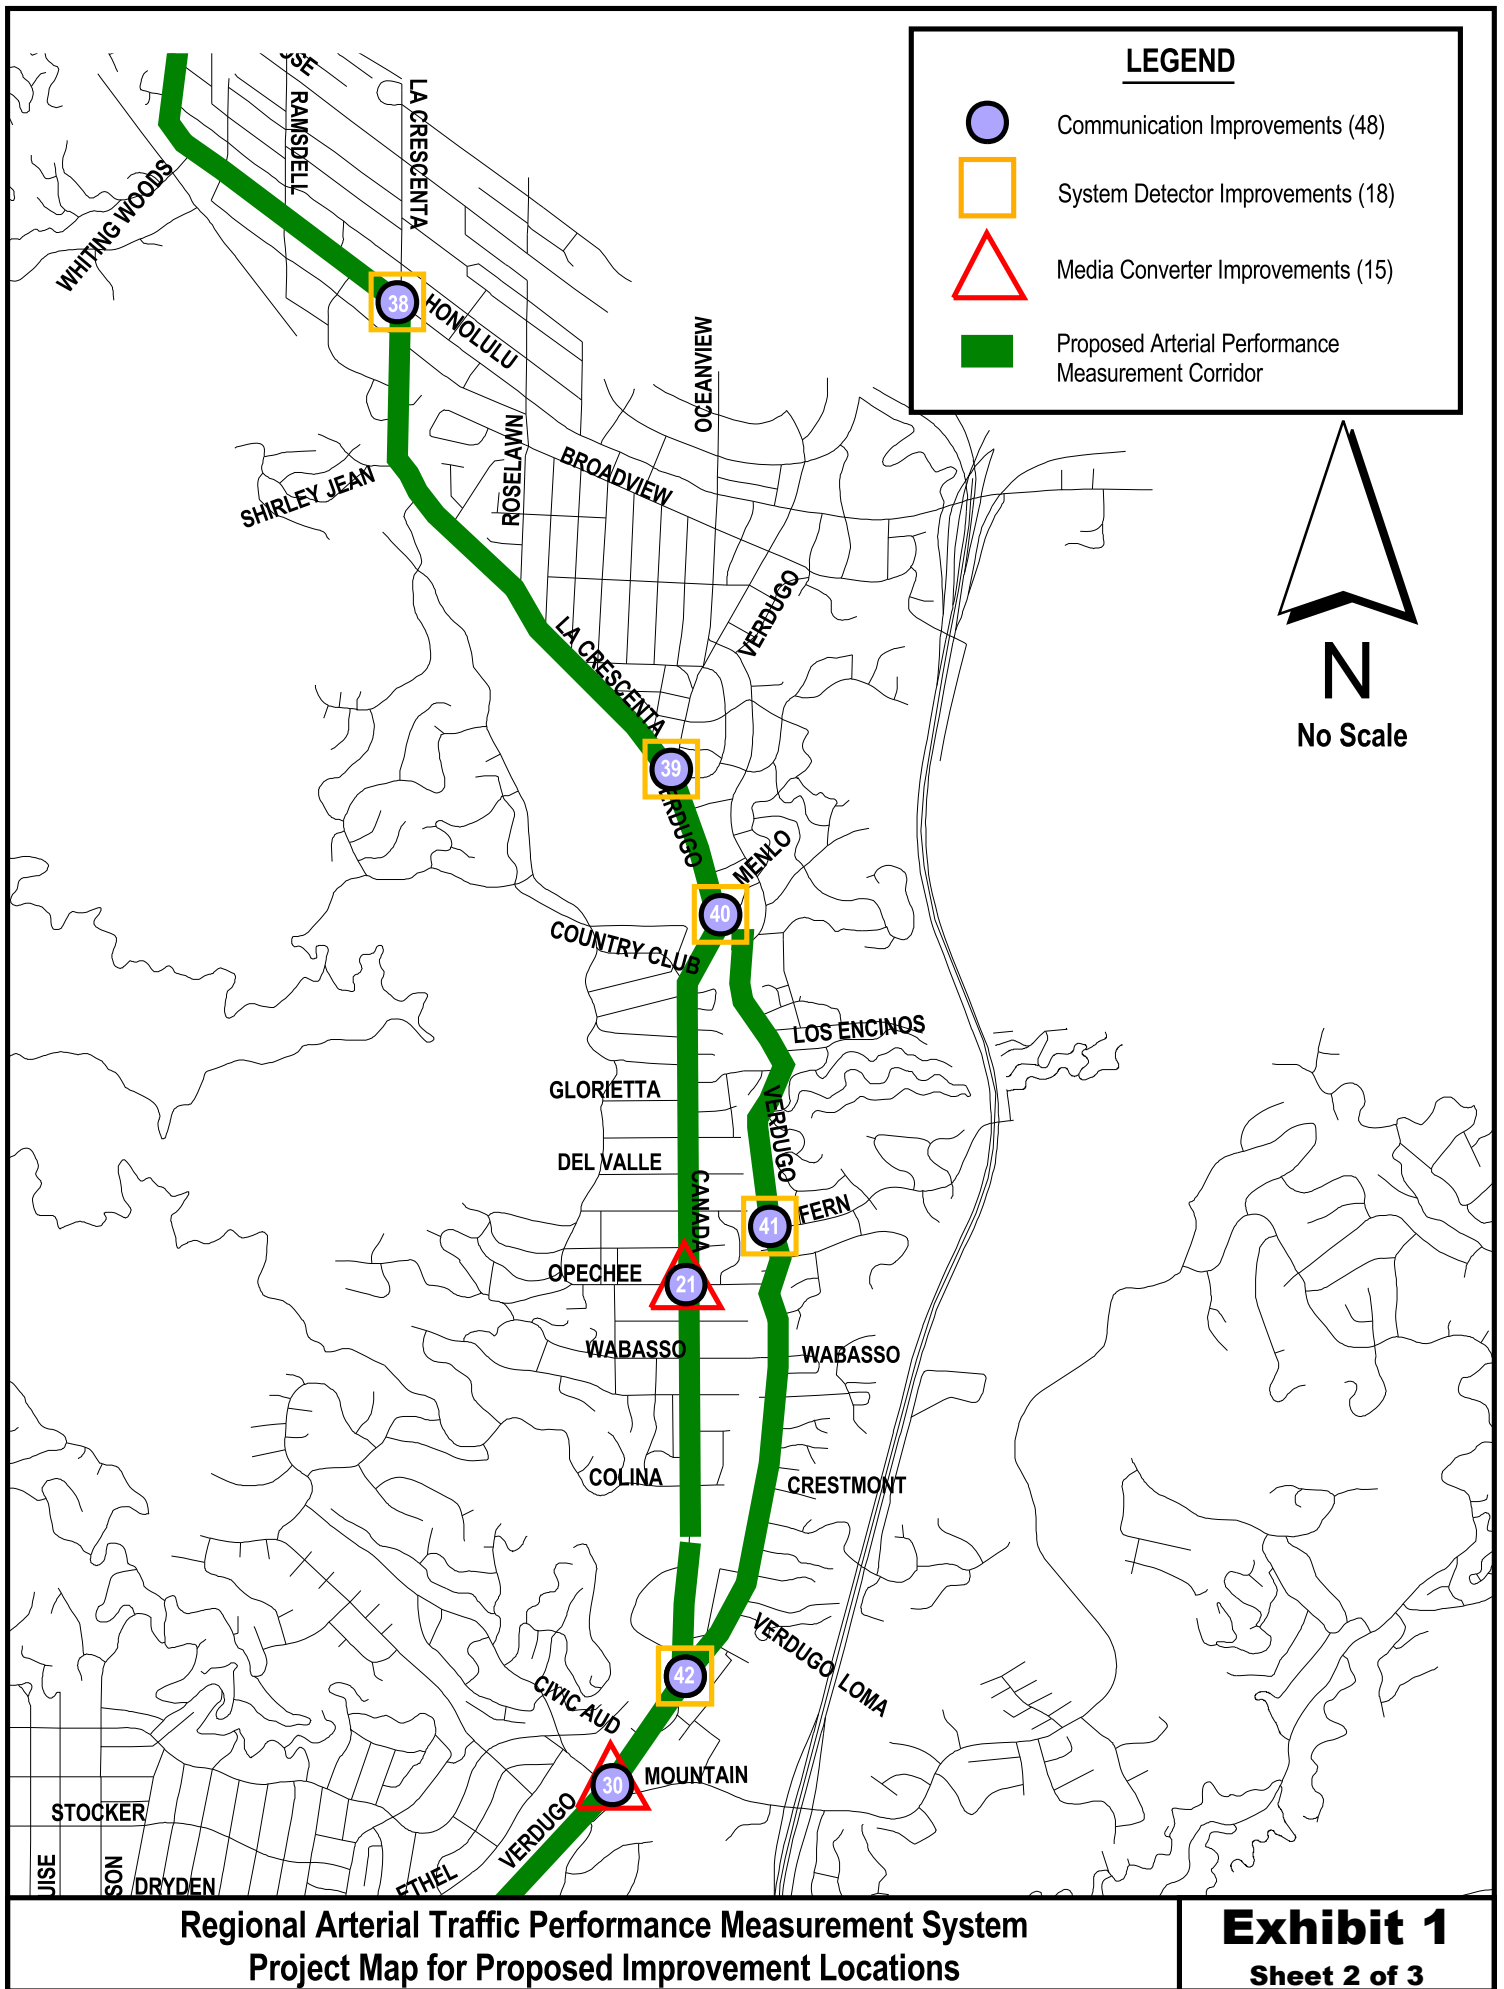 LEGEND
Communication Improvements (48)
System Detector Improvements (18)
Media Converter Improvements (15)
Proposed Arterial Performance
Measurement Corridor
N
No Scale
RAMSDELL
LA CRESCENTA
WHITING WOODS
38
HONOLULU
OCEANVIEW
ROSELAWN
BROADVIEW
SHIRLEY JEAN
VERDUGO
LA CRESCENTA
39
ERDUGO
MENLO
40
COUNTRY CLUB
LOS ENCINOS
GLORIETTA
VERDUGO
DEL VALLE
CANADA
41
FERN
OPECHEE
21
WABASSO
WABASSO
COLINA
CRESTMONT
VERDUGO LOMA
42
CIVIC AUD
30
MOUNTAIN
STOCKER
VERDUGO
UISE
SON
DRYDEN
ETHEL
Regional Arterial Traffic Performance Measurement System
Project Map for Proposed Improvement Locations
Exhibit 1
Sheet 2 of 3